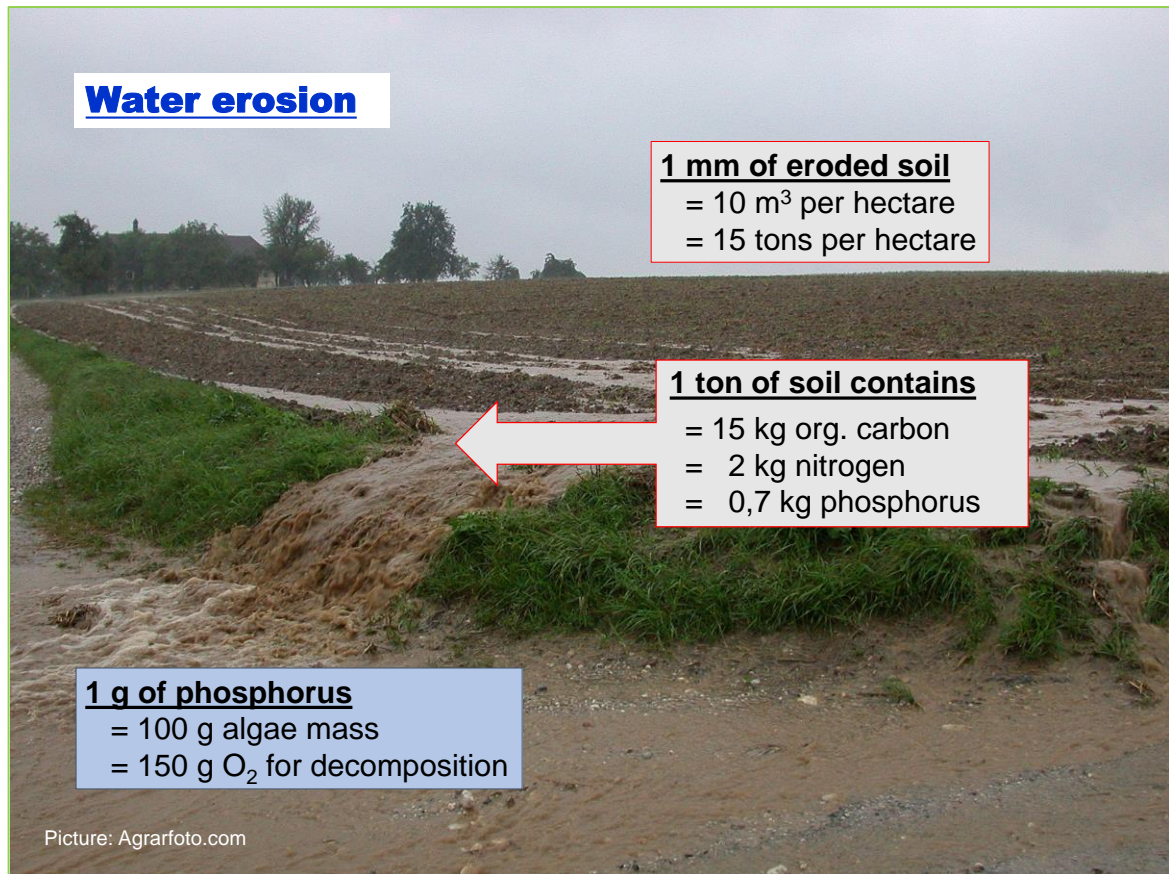 Water erosion
1 mm of eroded soil
= 10 m³ per hectare
= 15 tons per hectare
1 ton of soil contains
= 15 kg org. carbon
= 2 kg nitrogen
= 0,7 kg phosphorus
1 g of phosphorus
= 100 g algae mass
= 150 g O₂ for decomposition
Picture: Agrarfoto.com